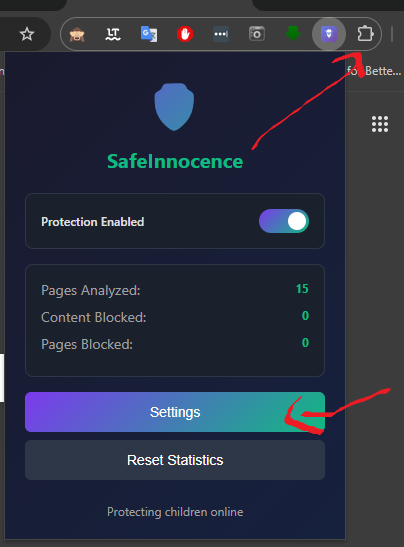 for Bette...
SafeInnocence
Protection Enabled
Pages Analyzed: 15
Content Blocked: 0
Pages Blocked: 0
Settings
Reset Statistics
Protecting children online